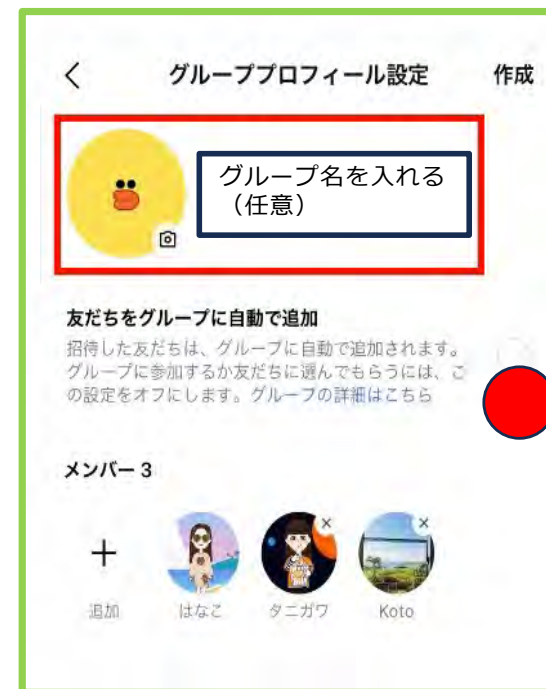 グループプロフィール設定 作成
グループ名を入れる
（任意）
友だちをグループに自動で追加
招待した友だちは、グループに自動で追加されます。
グループに参加するか友だちに選んでもらうには、こ
の設定をオフにします。グループの詳細はこちら
メンバー 3
追加 はなこ タニガワ Koto